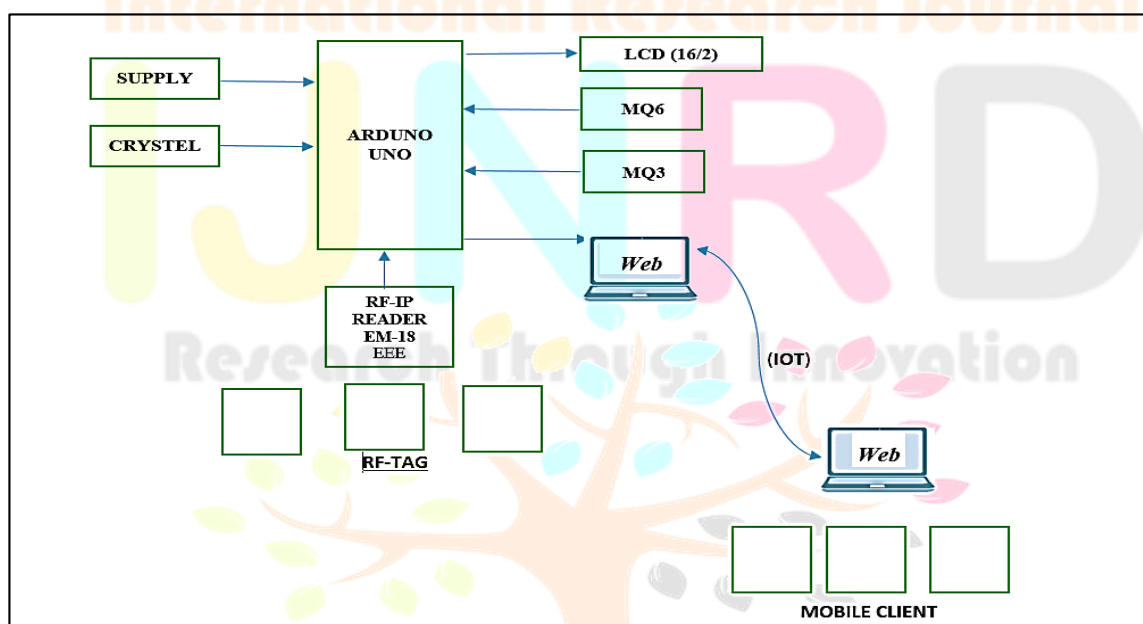 International Research Journal
IJNRD
Research Through Innovation
SUPPLY
CRYSTEL
ARDUNO
UNO
LCD (16/2)
MQ6
MQ3
Web
RF-IP
READER
EM-18
EEE
(IOT)
RF-TAG
Web
MOBILE CLIENT